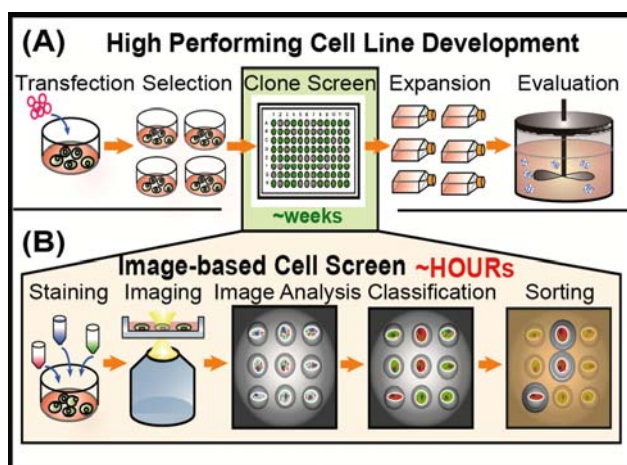 (A) High Performing Cell Line Development
Transfection Selection Clone Screen Expansion Evaluation
~weeks
(B)
Image-based Cell Screen ~HOURs
Staining Imaging Image Analysis Classification Sorting